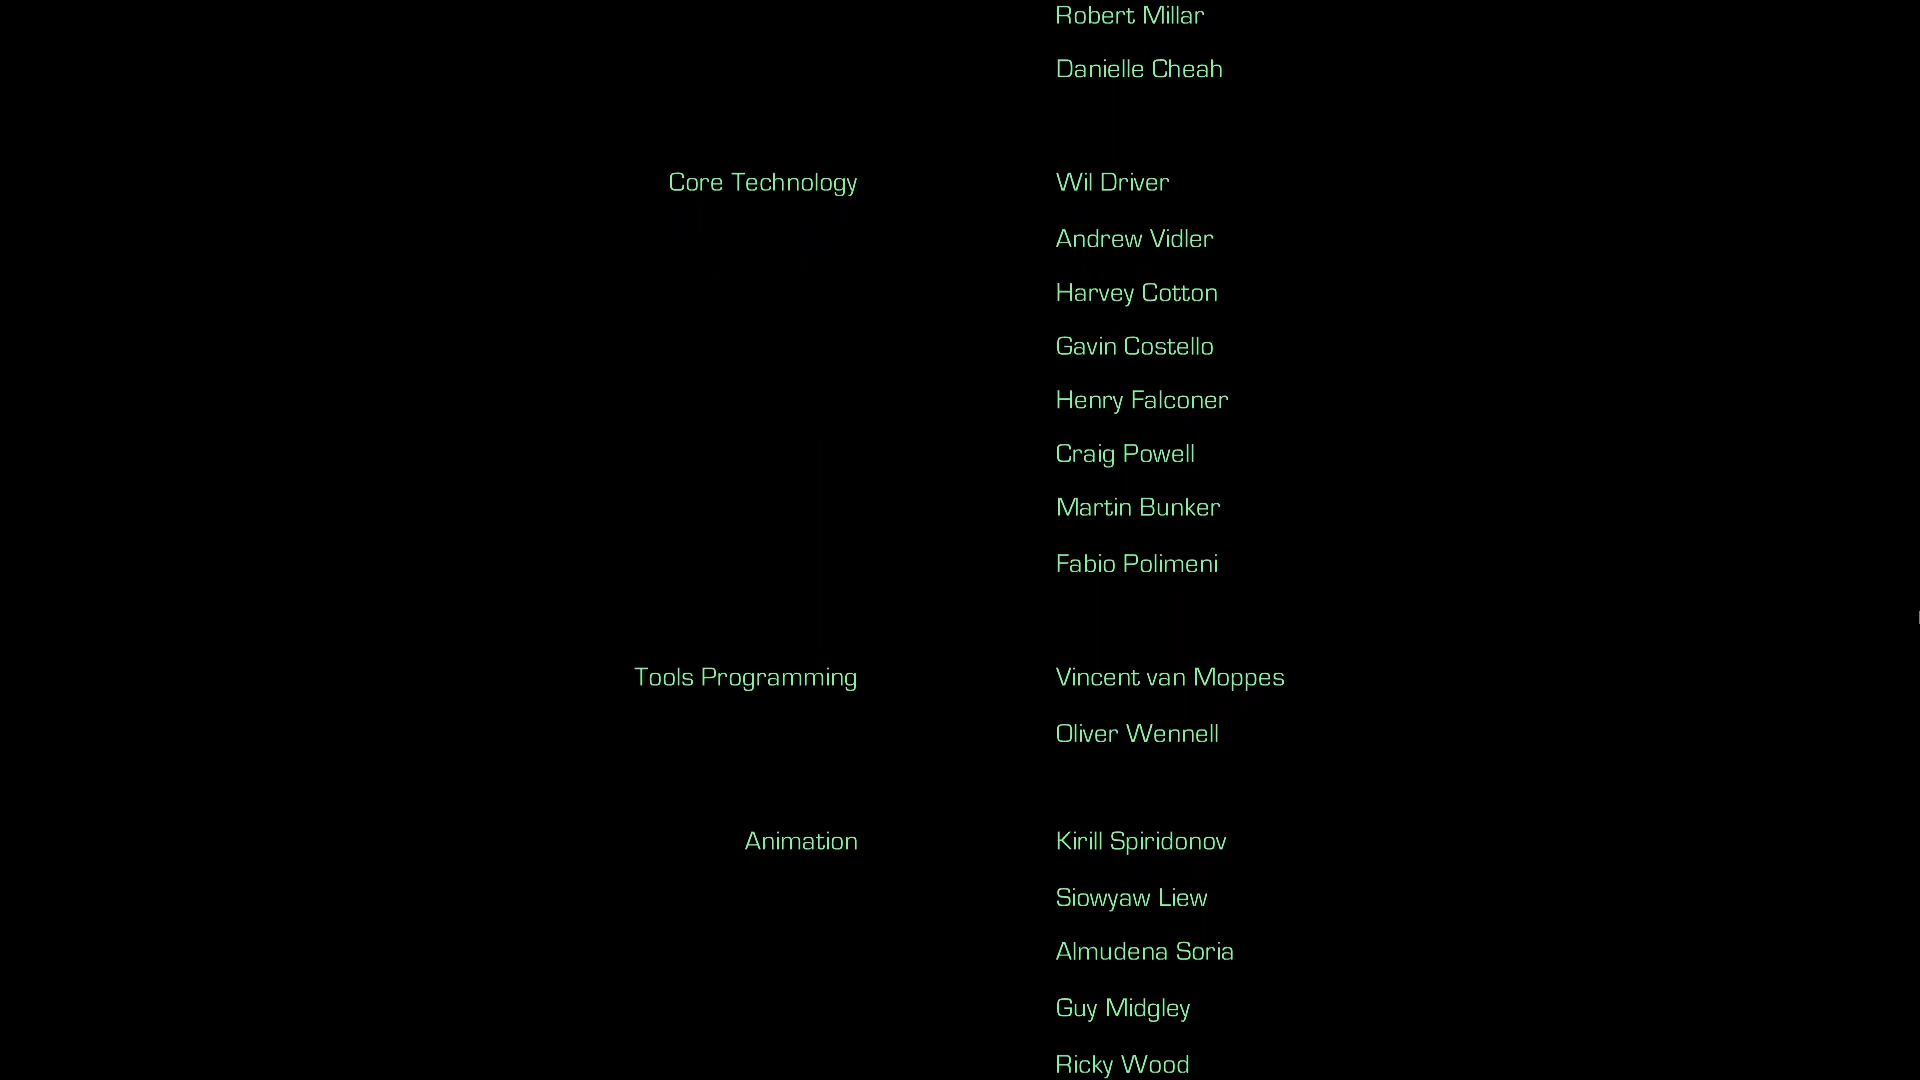 Robert Millar
Danielle Cheah
Core Technology Wil Driver
Andrew Vidler
Harvey Cotton
Gavin Costello
Henry Falconer
Craig Powell
Martin Bunker
Fabio Polimeni
Tools Programming Vincent van Moppes
Oliver Wennell
Animation Kirill Spiridonov
Siowyaw Liew
Almudena Soria
Guy Midgley
Ricky Wood